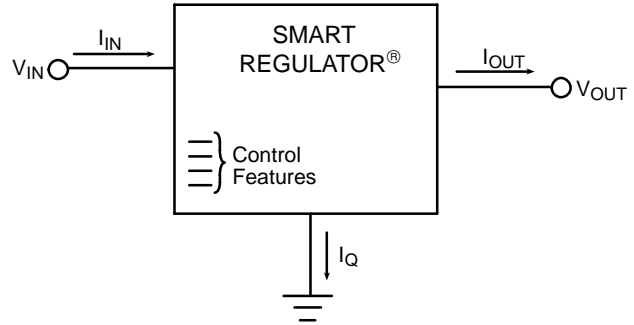 SMART
REGULATOR®
I_IN
V_IN
I_OUT
V_OUT
Control
Features
I_Q